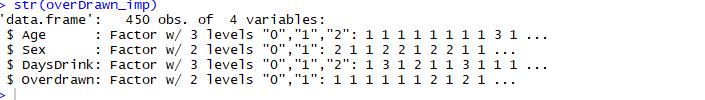 > str(overDrawn_imp)
'data.frame':   450 obs. of  4 variables:
 $ Age      : Factor w/ 3 levels "0","1","2": 1 1 1 1 1 1 1 1 3 1 ...
 $ Sex      : Factor w/ 2 levels "0","1": 2 1 1 2 2 1 2 2 1 1 ...
 $ DaysDrink: Factor w/ 3 levels "0","1","2": 1 3 1 2 1 1 3 1 1 1 ...
 $ Overdrawn: Factor w/ 2 levels "0","1": 1 1 1 1 1 1 2 1 2 1 ...
>